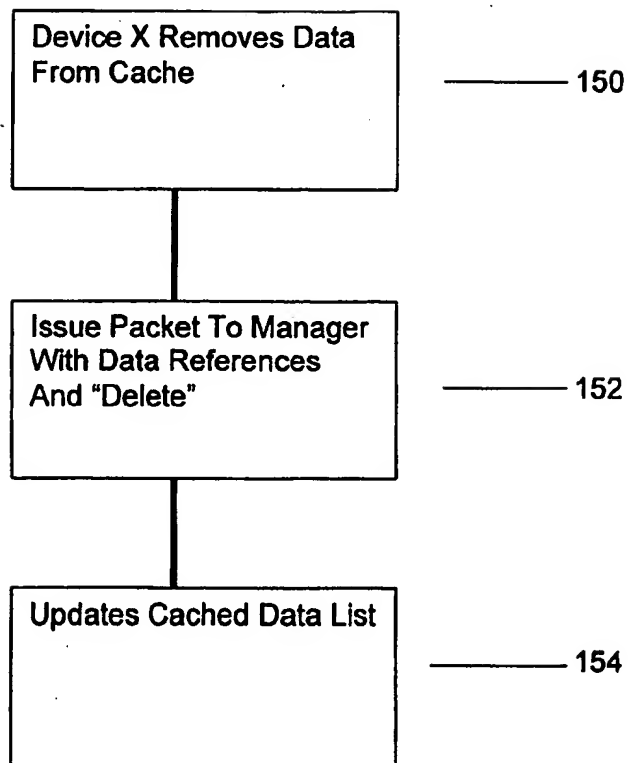 Device X Removes Data
From Cache
150
Issue Packet To Manager
With Data References
And “Delete”
152
Updates Cached Data List
154